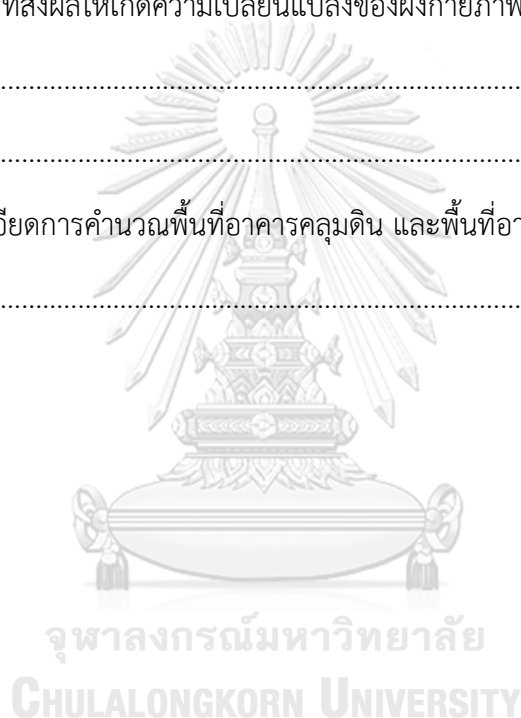 ที่ส่งผลให้เกิดความเปลี่ยนแปลงของผังกายภาพ
................................................................................
................................................................................
การคำนวณพื้นที่อาคารคลุมดิน และพื้นที่อา
................................................................................
จุฬาลงกรณ์มหาวิทยาลัย
CHULALONGKORN UNIVERSITY